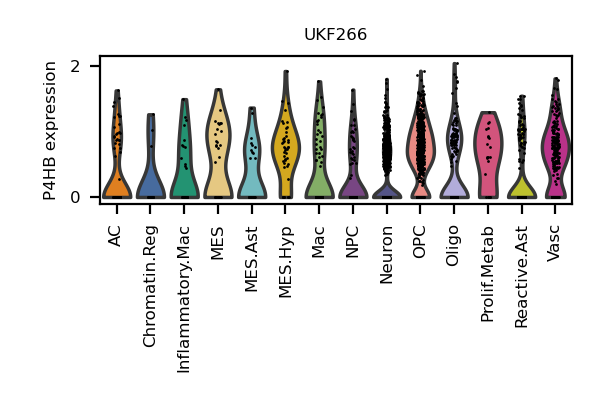 UKF266
P4HB expression
2
0
AC
Chromatin.Reg
Inflammatory.Mac
MES
MES.Ast
MES.Hyp
Mac
NPC
Neuron
OPC
Oligo
Prolif.Metab
Reactive.Ast
Vasc